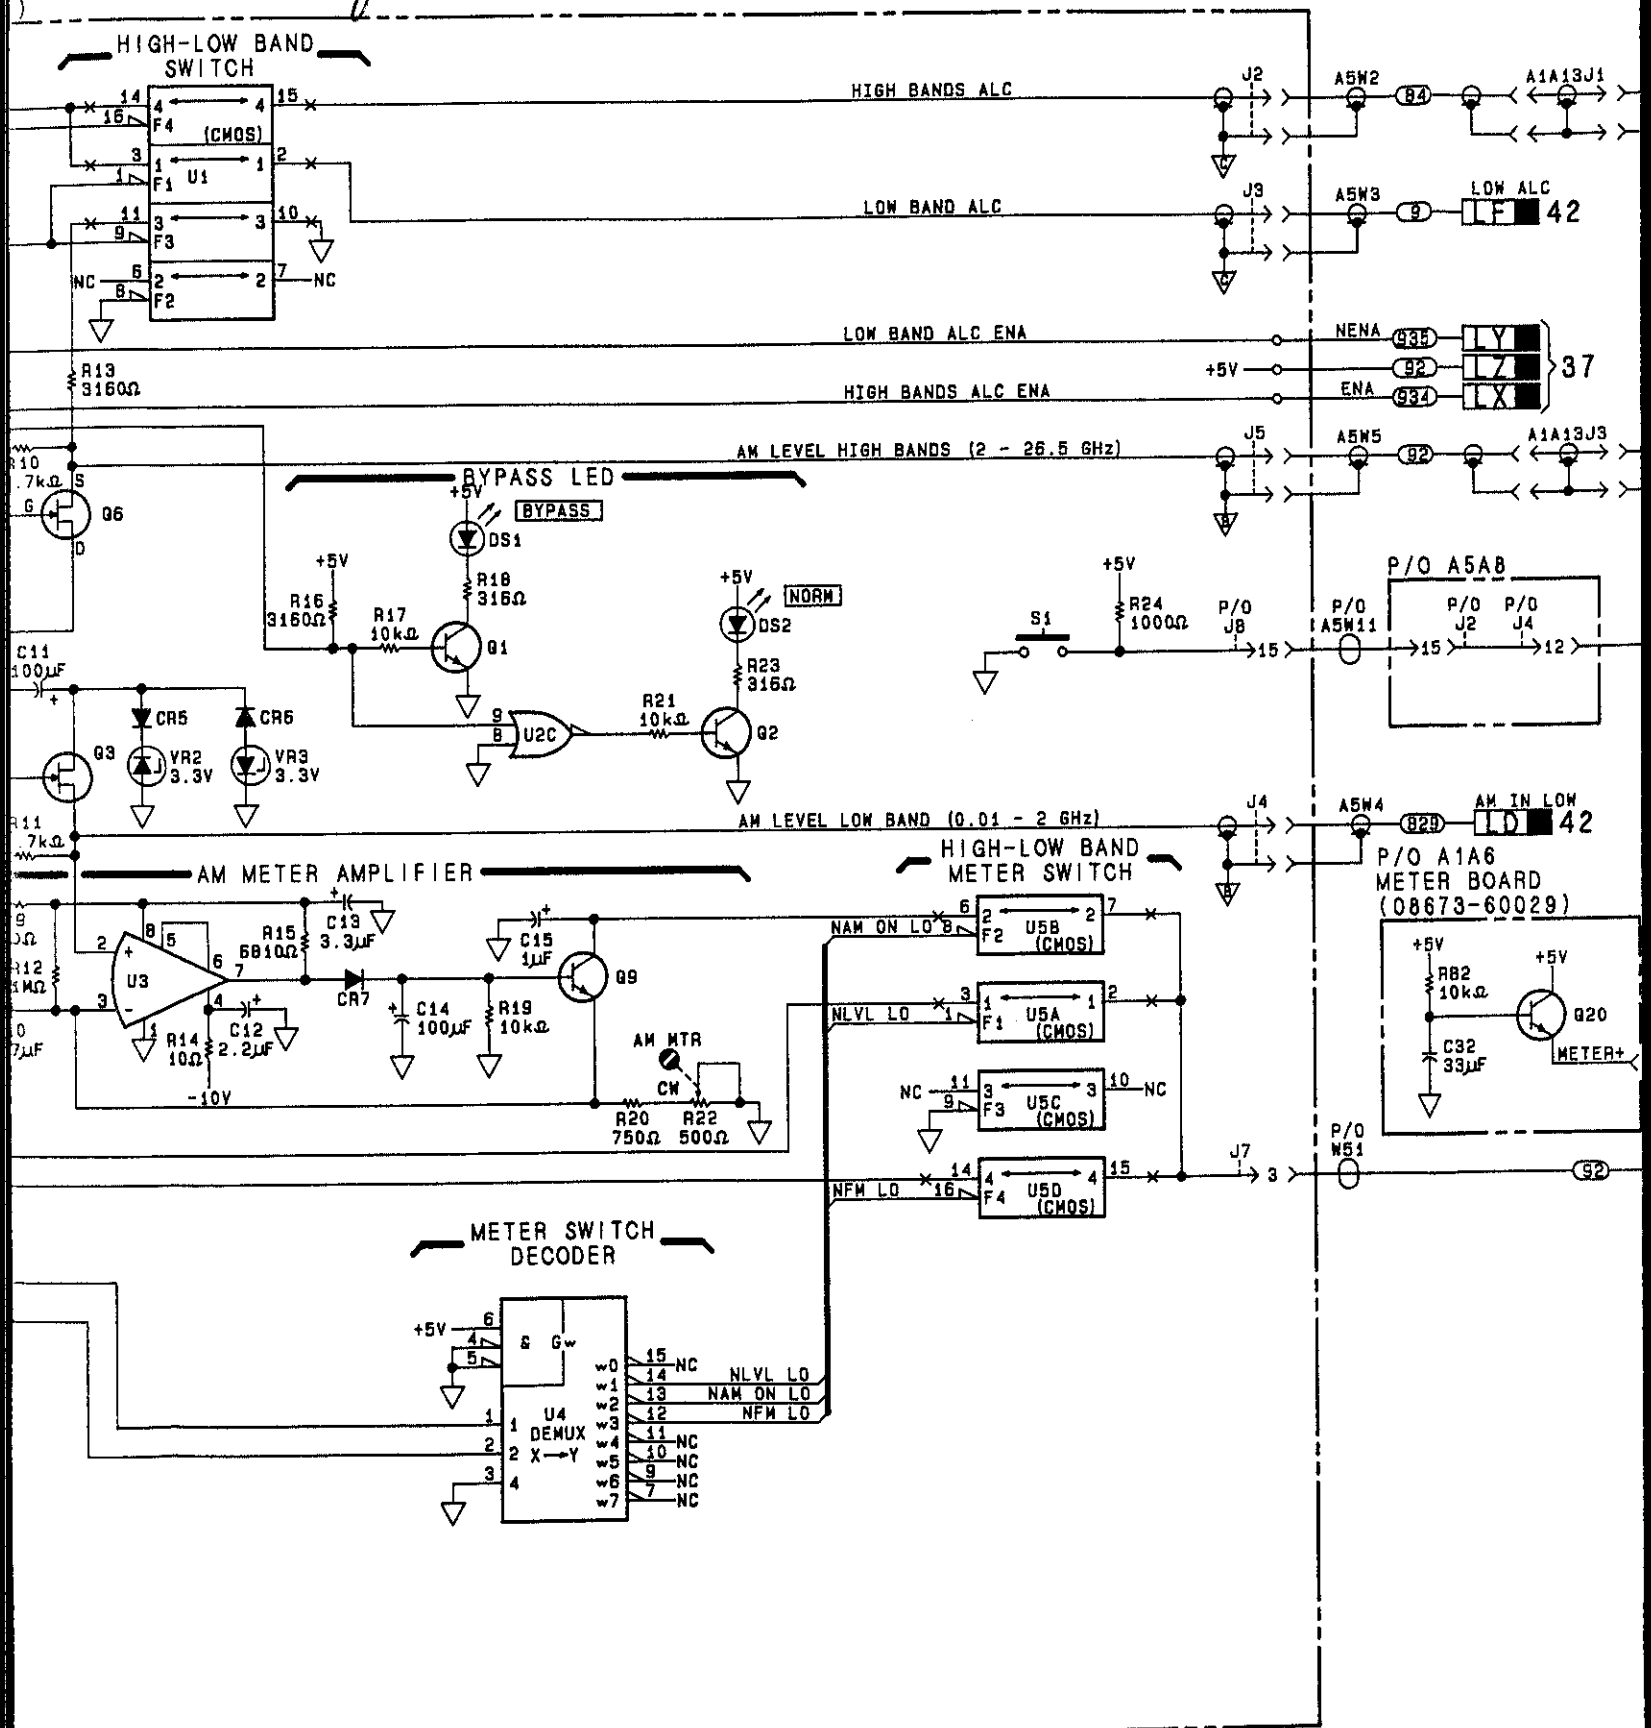 )
HIGH-LOW BAND
SWITCH
14 4 4 15
16 F4
(CMOS)
3 1 1 2
1 F1 U1
11 3 3 10
9 F3
NC 6 2 2 7 NC
8 F2
HIGH BANDS ALC
J2
A5W2
A1A13J1
C
LOW BAND ALC
J3
A5W3
9
LOW ALC
LF 42
C
LOW BAND ALC ENA
NENA 935 LY
+5V 92 LZ 37
HIGH BANDS ALC ENA
ENA 934 LX
R13
3160Ω
R10
.7kΩ
S
G
Q6
D
AM LEVEL HIGH BANDS (2 - 26.5 GHz)
J5
A5W5
92
A1A13J3
BYPASS LED
+5V
BYPASS
DS1
R18
316Ω
+5V
R16
3160Ω
R17
10kΩ
Q1
+5V
NORM
DS2
R23
316Ω
R21
10kΩ
9
8
U2C
Q2
+5V
R24
1000Ω
S1
P/O
J8
15
P/O
A5W11
P/O A5A8
P/O
J2
P/O
J4
15
12
C11
100µF
+
CR5
CR6
Q3
VR2
3.3V
VR3
3.3V
R11
.7kΩ
AM LEVEL LOW BAND (0.01 - 2 GHz)
J4
A5W4
829
AM IN LOW
LD 42
AM METER AMPLIFIER
R12
1MΩ
2
+
3
-
U3
8
5
6
7
4
1
R15
6810Ω
+
C13
3.3µF
CR7
+
C12
2.2µF
R14
10Ω
-10V
+
C14
100µF
R19
10kΩ
+
C15
1µF
Q9
AM MTR
CW
R20
750Ω
R22
500Ω
HIGH-LOW BAND
METER SWITCH
6 2 2 7
NAM ON LO 8 F2 U5B
(CMOS)
3 1 1 2
NLVL LO 1 F1 U5A
(CMOS)
NC 11 3 3 10 NC
9 F3 U5C
(CMOS)
14 4 4 15
NFM LO 16 F4 U5D
(CMOS)
J7
3
P/O
W51
92
P/O A1A6
METER BOARD
(08673-60029)
+5V
R82
10kΩ
+5V
Q20
C32
33µF
METER+
METER SWITCH
DECODER
+5V 6
4
5
& Gw
w0 15 NC
w1 14 NLVL LO
w2 13 NAM ON LO
w3 12 NFM LO
w4 11 NC
w5 10 NC
w6 9 NC
w7 7 NC
1 1
2 2
3 4
U4
DEMUX
X→Y